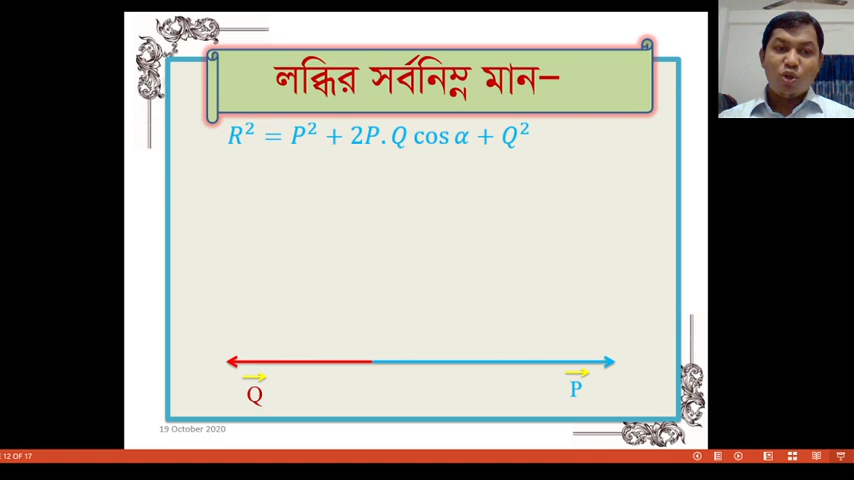 লব্ধির সর্বনিম্ন মান–
R² = P² + 2P.Q cos α + Q²
Q
P
19 October 2020
E 12 OF 17